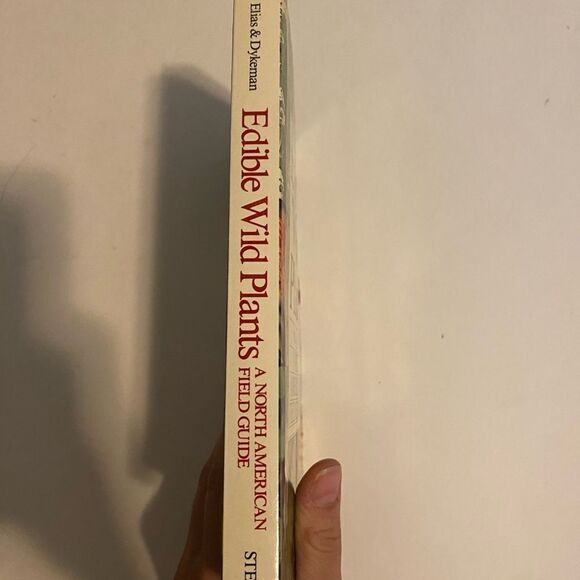 Elias & Dykeman
Edible Wild Plants
A NORTH AMERICAN
FIELD GUIDE
STE